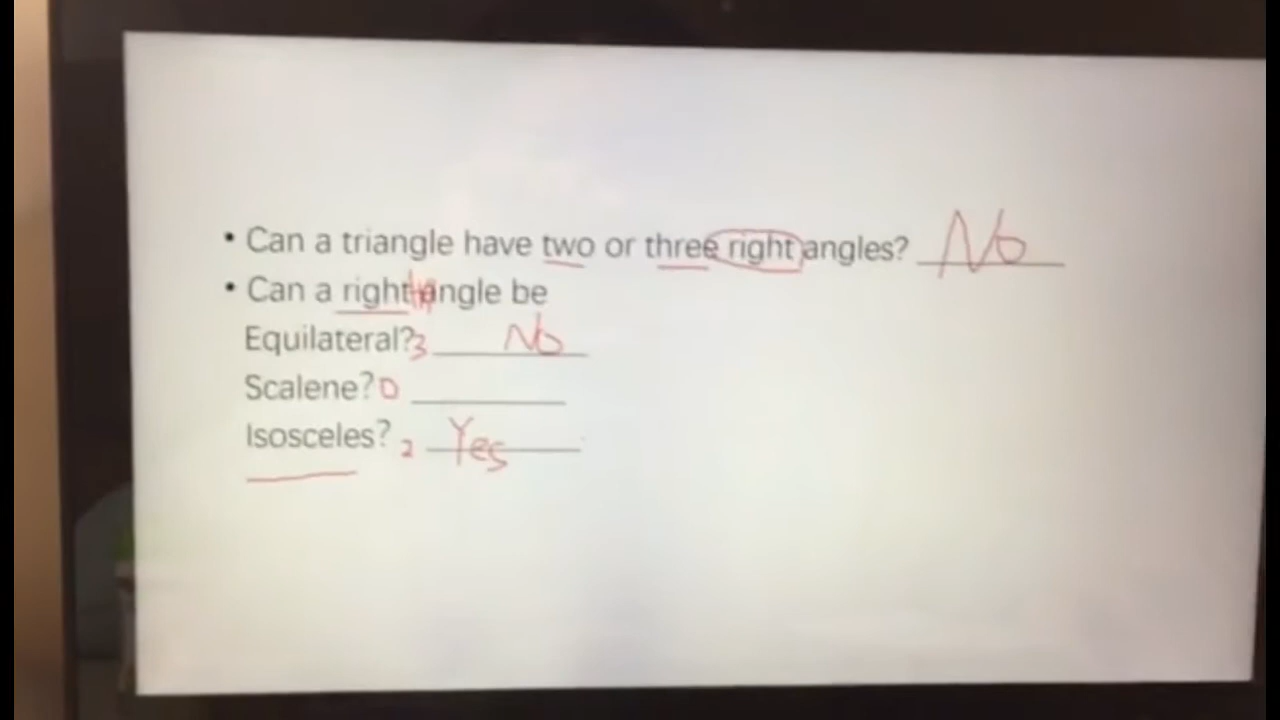 • Can a triangle have two or three right angles? No
• Can a right angle be
Equilateral? 3 No
Scalene? 0
Isosceles? 2 Yes